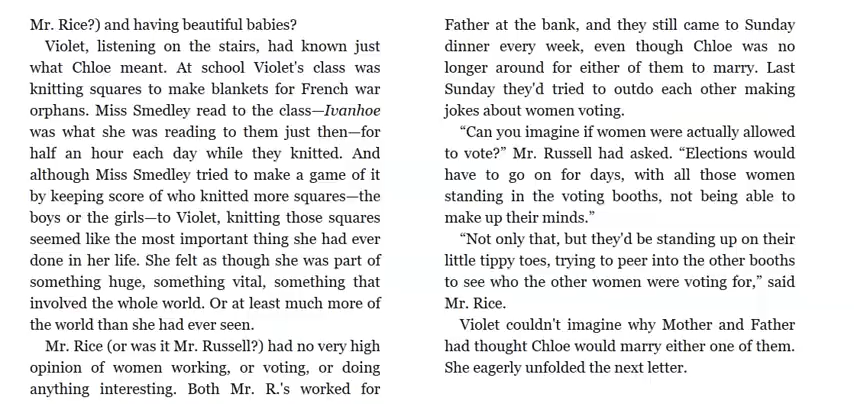 Mr. Rice?) and having beautiful babies?
Violet, listening on the stairs, had known just
what Chloe meant. At school Violet's class was
knitting squares to make blankets for French war
orphans. Miss Smedley read to the class—Ivanhoe
was what she was reading to them just then—for
half an hour each day while they knitted. And
although Miss Smedley tried to make a game of it
by keeping score of who knitted more squares—the
boys or the girls—to Violet, knitting those squares
seemed like the most important thing she had ever
done in her life. She felt as though she was part of
something huge, something vital, something that
involved the whole world. Or at least much more of
the world than she had ever seen.
Mr. Rice (or was it Mr. Russell?) had no very high
opinion of women working, or voting, or doing
anything interesting. Both Mr. R.'s worked for
Father at the bank, and they still came to Sunday
dinner every week, even though Chloe was no
longer around for either of them to marry. Last
Sunday they'd tried to outdo each other making
jokes about women voting.
“Can you imagine if women were actually allowed
to vote?” Mr. Russell had asked. “Elections would
have to go on for days, with all those women
standing in the voting booths, not being able to
make up their minds.”
“Not only that, but they'd be standing up on their
little tippy toes, trying to peer into the other booths
to see who the other women were voting for,” said
Mr. Rice.
Violet couldn't imagine why Mother and Father
had thought Chloe would marry either one of them.
She eagerly unfolded the next letter.